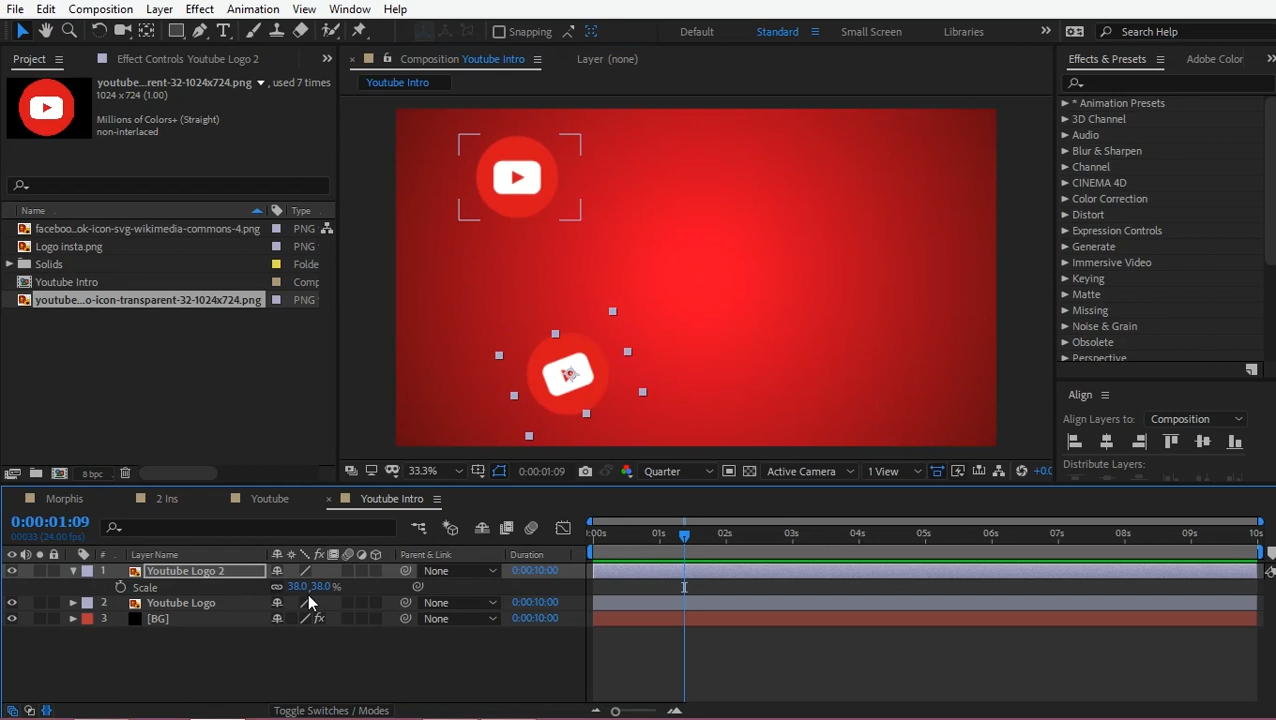 File Edit Composition Layer Effect Animation View Window Help
Snapping Default Standard Small Screen Libraries Search Help
Project Effect Controls Youtube Logo 2
Composition Youtube Intro Layer (none)
Effects & Presets Adobe Color
youtube...rent-32-1024x724.png , used 7 times
1024 x 724 (1.00)
Millions of Colors+ (Straight)
non-interlaced
Youtube Intro
Name Type
faceboo...ok-icon-svg-wikimedia-commons-4.png PNG
Logo insta.png PNG
Solids Folde
Youtube Intro Comp
youtube...o-icon-transparent-32-1024x724.png PNG
8 bpc
* Animation Presets
3D Channel
Audio
Blur & Sharpen
Channel
CINEMA 4D
Color Correction
Distort
Expression Controls
Generate
Immersive Video
Keying
Matte
Missing
Noise & Grain
Obsolete
Perspective
Align
Align Layers to: Composition
Distribute Layers:
33.3% 0:00:01:09 Quarter Active Camera 1 View +0.0
Morphis 2 Ins Youtube Youtube Intro
0:00:01:09
00033 (24.00 fps)
:00s 01s 02s 03s 04s 05s 06s 07s 08s 09s 10s
# Layer Name Parent & Link Duration
1 Youtube Logo 2 None 0:00:10:00
Scale 38.0,38.0 %
2 Youtube Logo None 0:00:10:00
3 [BG] None 0:00:10:00
Toggle Switches / Modes